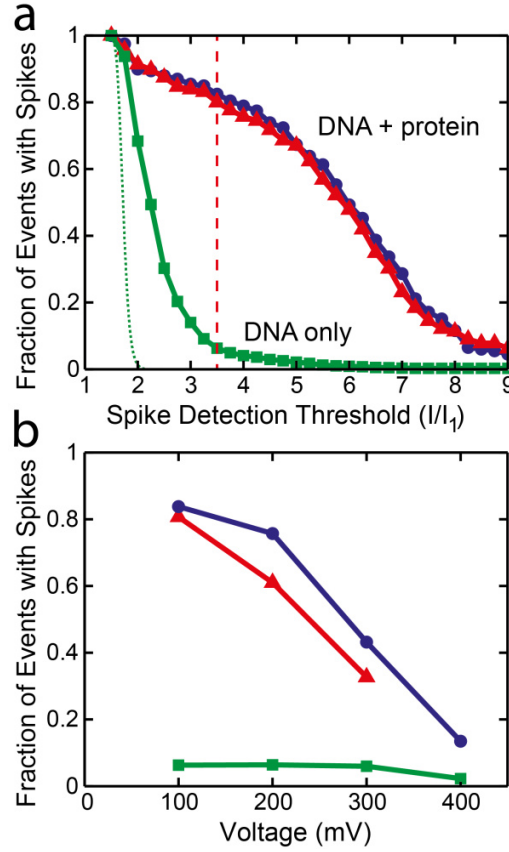 a
Fraction of Events with Spikes
1
0.8
0.6
0.4
0.2
0
DNA + protein
DNA only
1 2 3 4 5 6 7 8 9
Spike Detection Threshold (I/I₁)
b
Fraction of Events with Spikes
1
0.8
0.6
0.4
0.2
0
0 100 200 300 400
Voltage (mV)